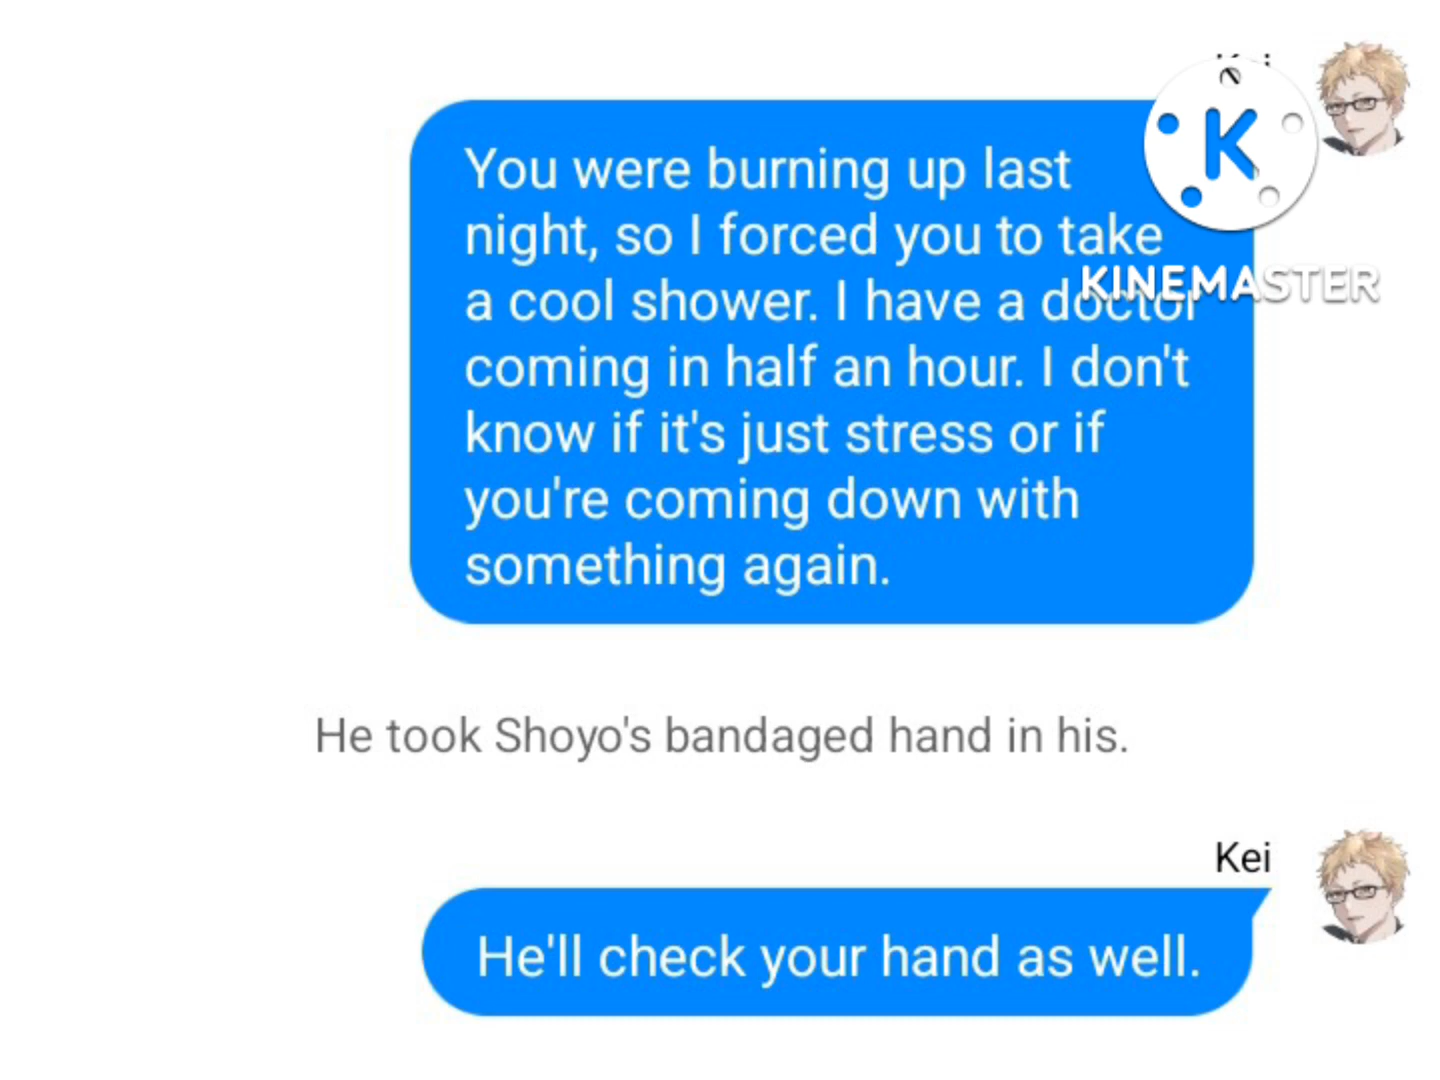 Kei
You were burning up last
night, so I forced you to take
a cool shower. I have a doctor
coming in half an hour. I don't
know if it's just stress or if
you're coming down with
something again.
K
KINEMASTER
He took Shoyo's bandaged hand in his.
Kei
He'll check your hand as well.